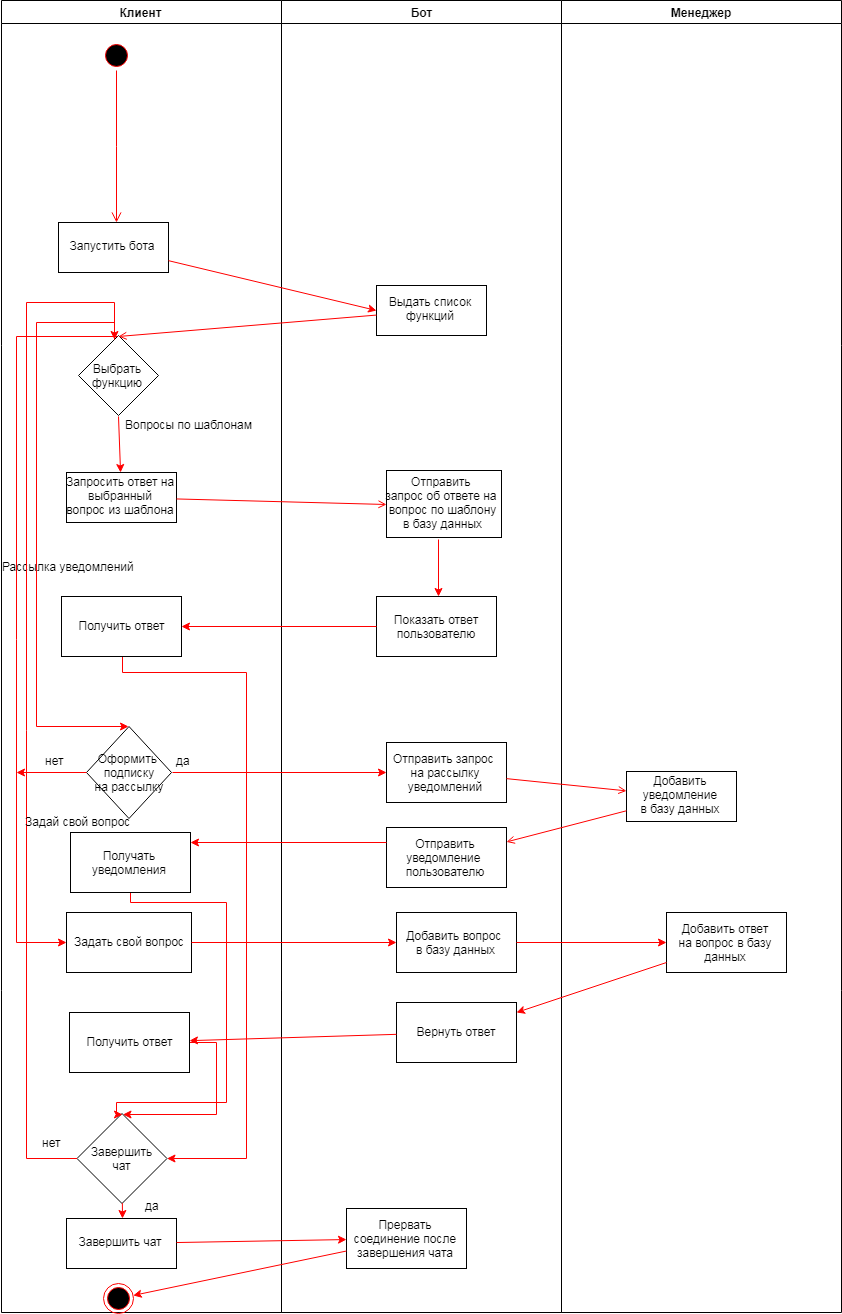 Клиент
Бот
Менеджер
Запустить бота
Выдать список
функций
Выбрать
функцию
Вопросы по шаблонам
Запросить ответ на
выбранный
вопрос из шаблона
Отправить
запрос об ответе на
вопрос по шаблону
в базу данных
Рассылка уведомлений
Получить ответ
Показать ответ
пользователю
нет
Оформить
подписку
на рассылку
да
Отправить запрос
на рассылку
уведомлений
Добавить
уведомление
в базу данных
Задай свой вопрос
Получать
уведомления
Отправить
уведомление
пользователю
Задать свой вопрос
Добавить вопрос
в базу данных
Добавить ответ
на вопрос в базу
данных
Получить ответ
Вернуть ответ
нет
Завершить
чат
да
Завершить чат
Прервать
соединение после
завершения чата